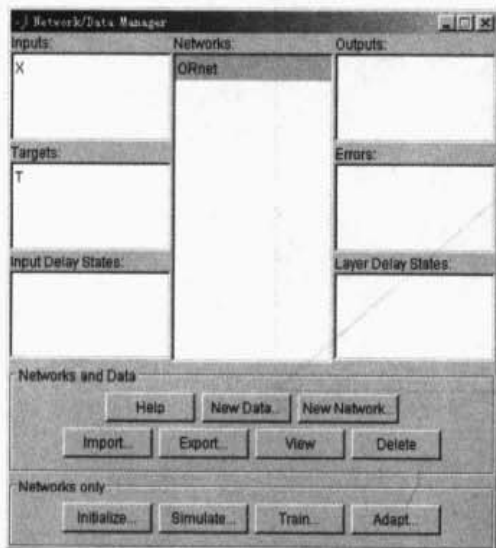 Network/Data Manager
Inputs: Networks: Outputs:
X ORnet
Targets: Errors:
T
Input Delay States: Layer Delay States:
Networks and Data
Help New Data... New Network...
Import... Export... View Delete
Networks only
Initialize... Simulate... Train... Adapt...